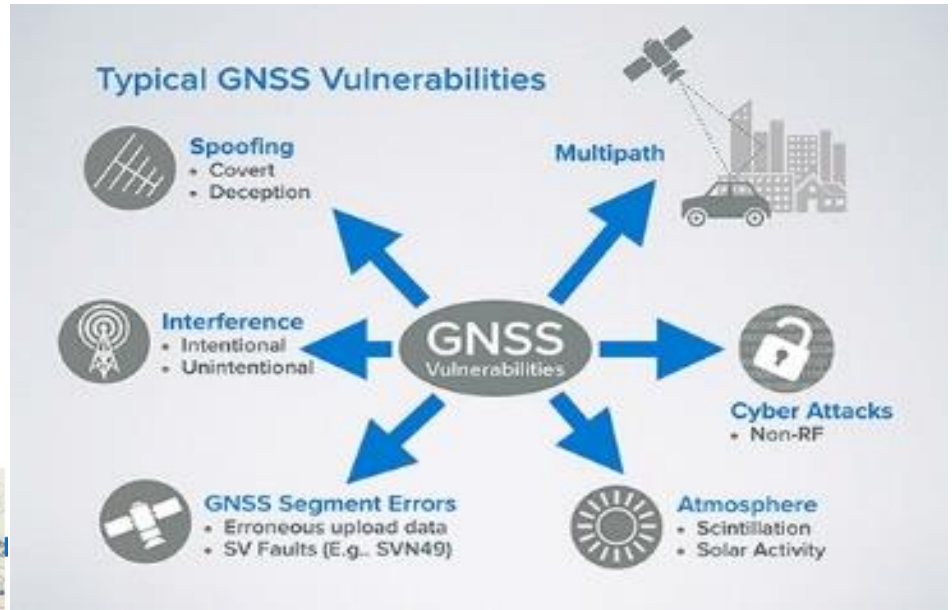 Typical GNSS Vulnerabilities
Spoofing
• Covert
• Deception
Multipath
Interference
• Intentional
• Unintentional
GNSS
Vulnerabilities
Cyber Attacks
• Non-RF
GNSS Segment Errors
• Erroneous upload data
• SV Faults (E.g.. SVN49)
Atmosphere
• Scintillation
• Solar Activity